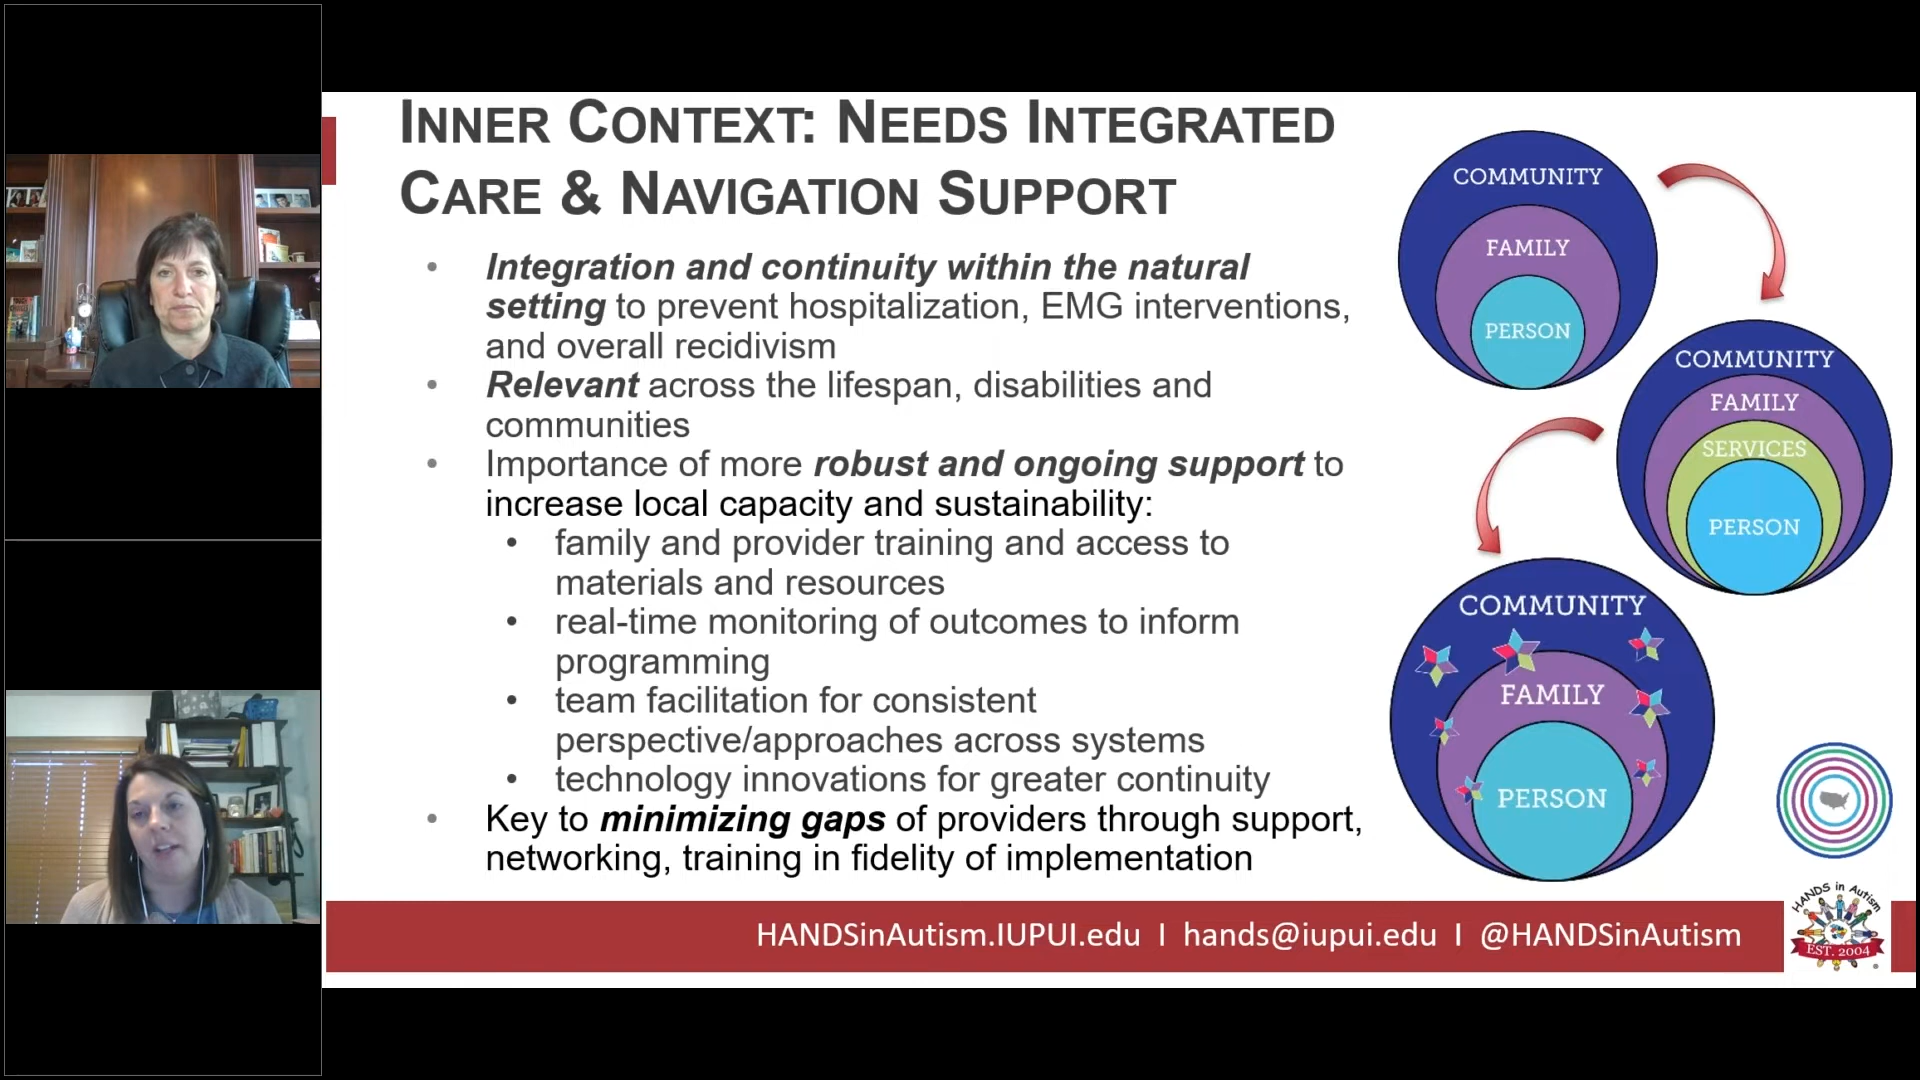 INNER CONTEXT: NEEDS INTEGRATED
CARE & NAVIGATION SUPPORT
• Integration and continuity within the natural
setting to prevent hospitalization, EMG interventions,
and overall recidivism
• Relevant across the lifespan, disabilities and
communities
• Importance of more robust and ongoing support to
increase local capacity and sustainability:
• family and provider training and access to
materials and resources
• real-time monitoring of outcomes to inform
programming
• team facilitation for consistent
perspective/approaches across systems
• technology innovations for greater continuity
• Key to minimizing gaps of providers through support,
networking, training in fidelity of implementation
COMMUNITY
FAMILY
PERSON
COMMUNITY
FAMILY
SERVICES
PERSON
COMMUNITY
FAMILY
PERSON
HANDSinAutism.IUPUI.edu I hands@iupui.edu I @HANDSinAutism
HANDS in Autism
EST. 2004
®